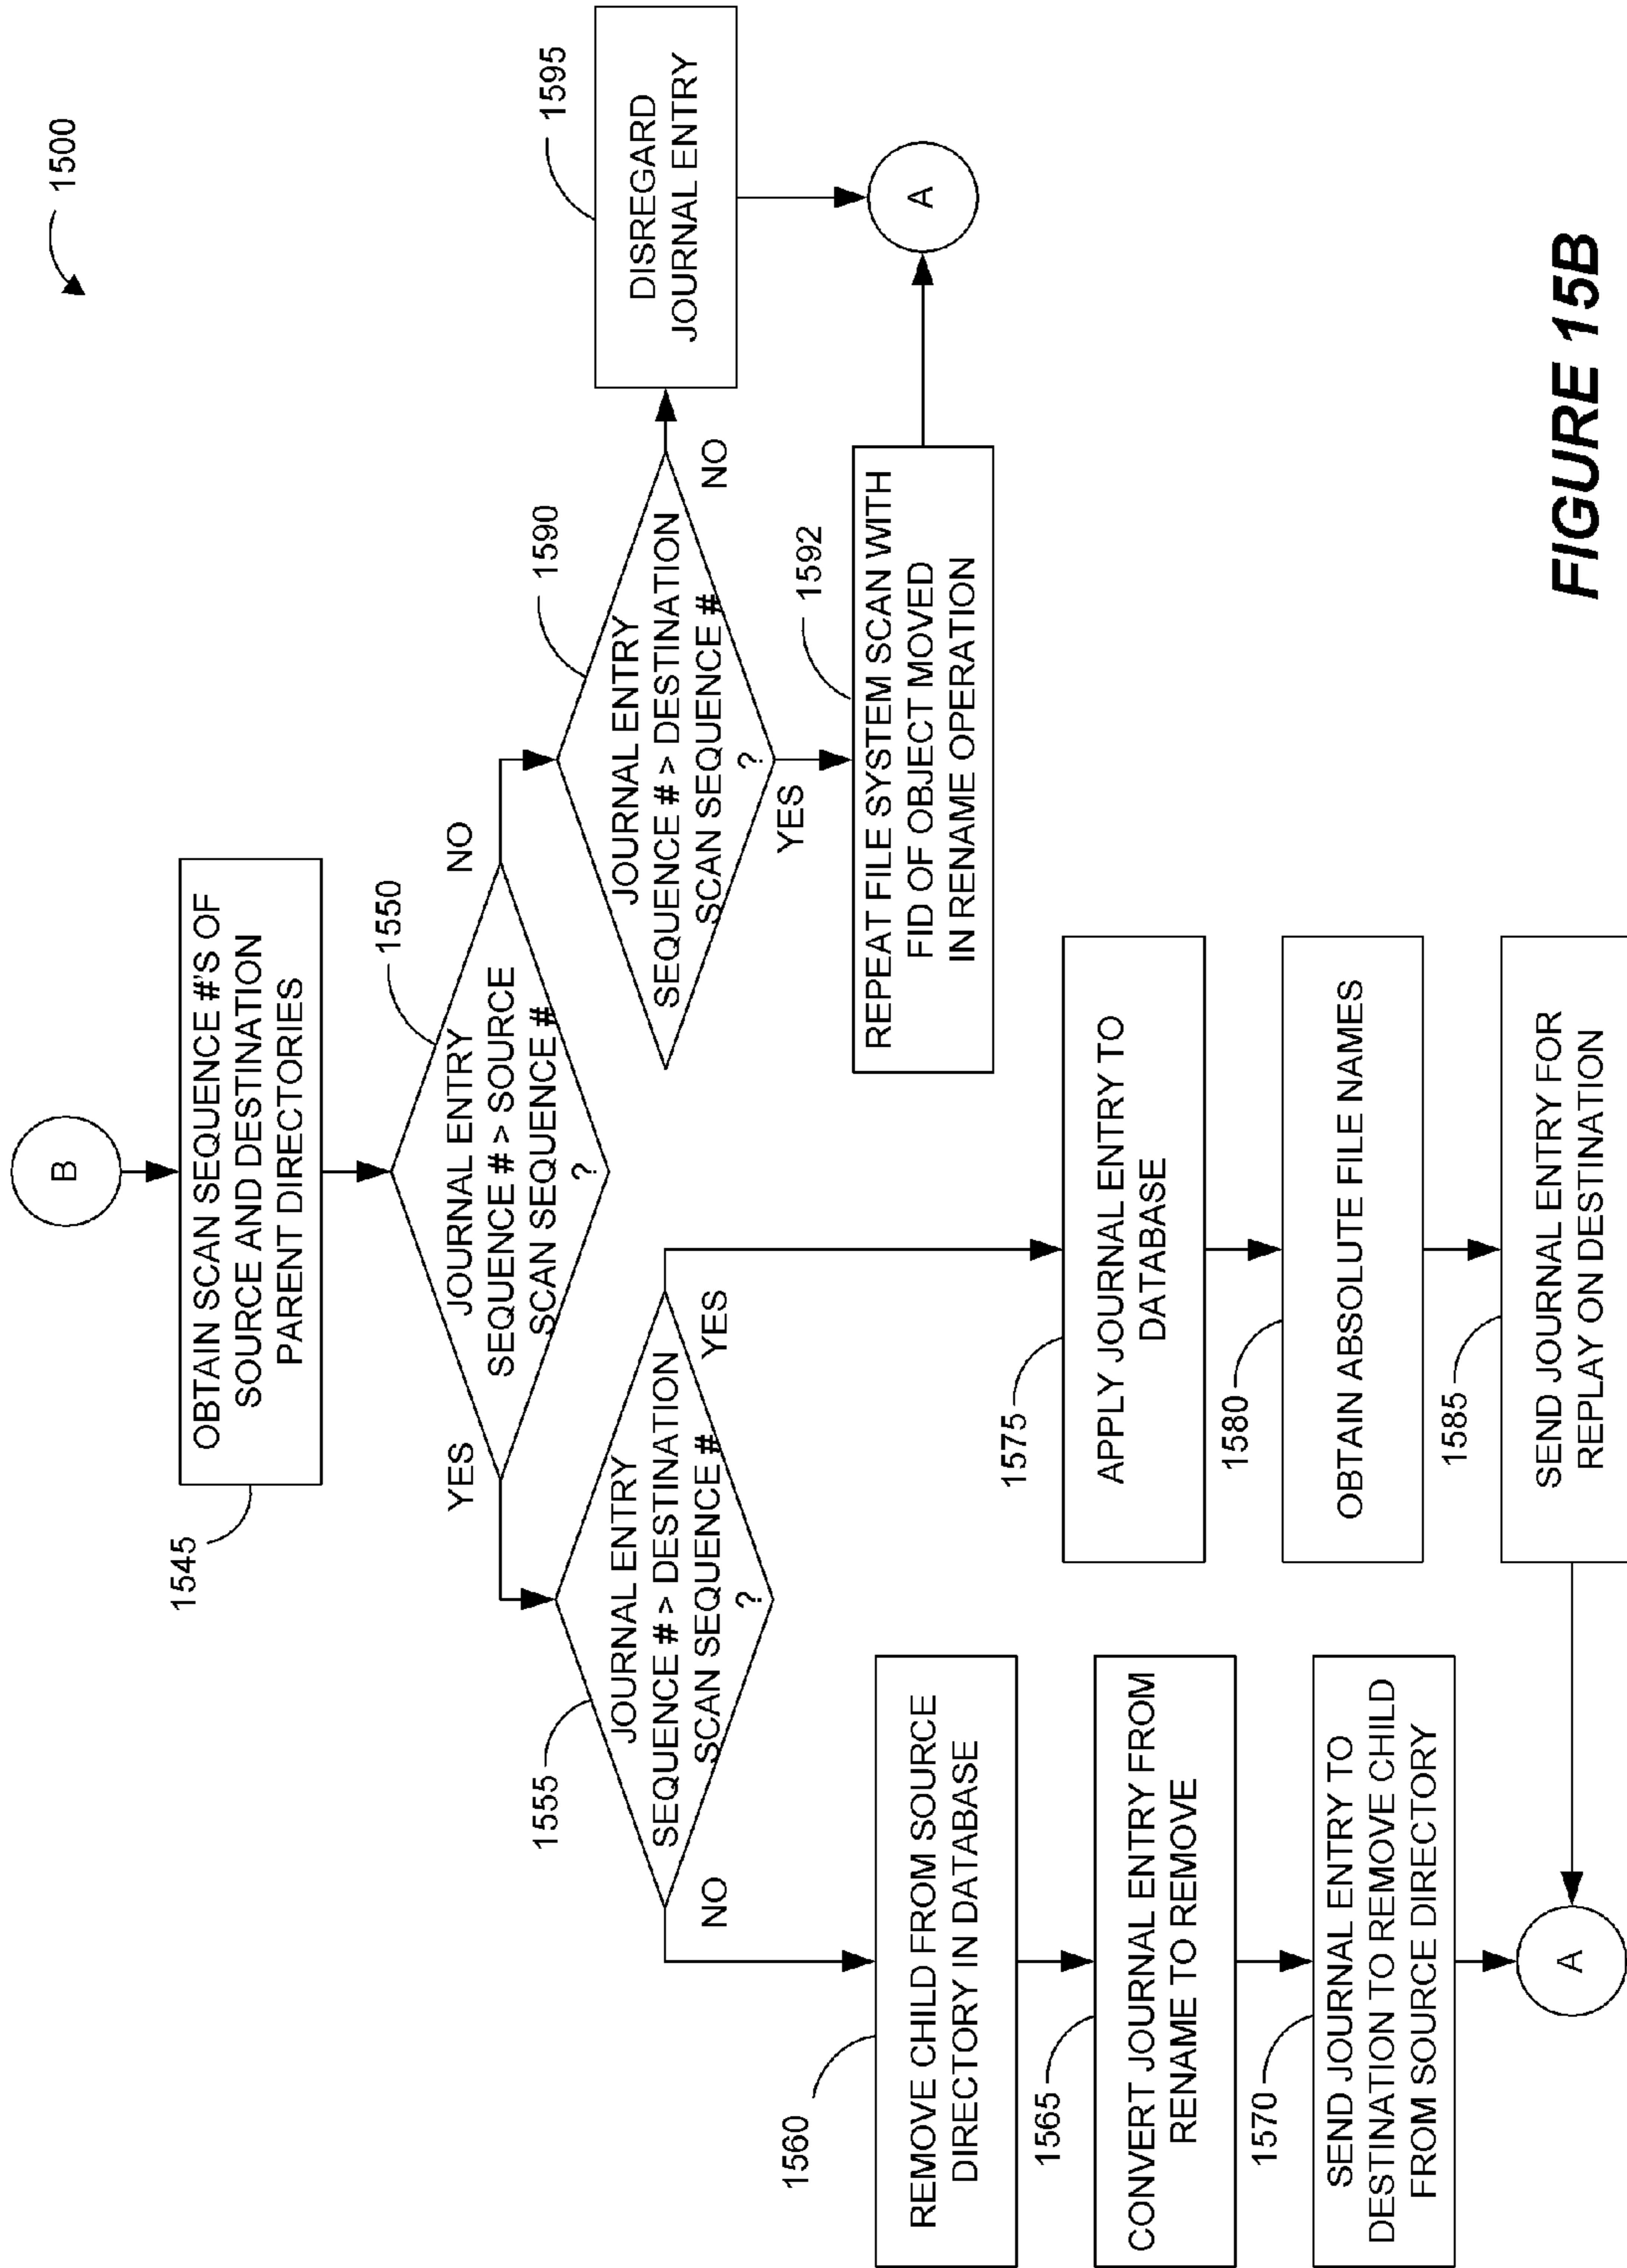 1500
B
1545
OBTAIN SCAN SEQUENCE #'S OF
SOURCE AND DESTINATION
PARENT DIRECTORIES
1550
JOURNAL ENTRY
SEQUENCE # > SOURCE
SCAN SEQUENCE #
?
YES
NO
1555
JOURNAL ENTRY
SEQUENCE # > DESTINATION
SCAN SEQUENCE #
?
NO
YES
1560
REMOVE CHILD FROM SOURCE
DIRECTORY IN DATABASE
1565
CONVERT JOURNAL ENTRY FROM
RENAME TO REMOVE
1570
SEND JOURNAL ENTRY TO
DESTINATION TO REMOVE CHILD
FROM SOURCE DIRECTORY
A
1575
APPLY JOURNAL ENTRY TO
DATABASE
1580
OBTAIN ABSOLUTE FILE NAMES
1585
SEND JOURNAL ENTRY FOR
REPLAY ON DESTINATION
1590
JOURNAL ENTRY
SEQUENCE # > DESTINATION
SCAN SEQUENCE #
?
NO
YES
1592
REPEAT FILE SYSTEM SCAN WITH
FID OF OBJECT MOVED
IN RENAME OPERATION
1595
DISREGARD
JOURNAL ENTRY
A
FIGURE 15B